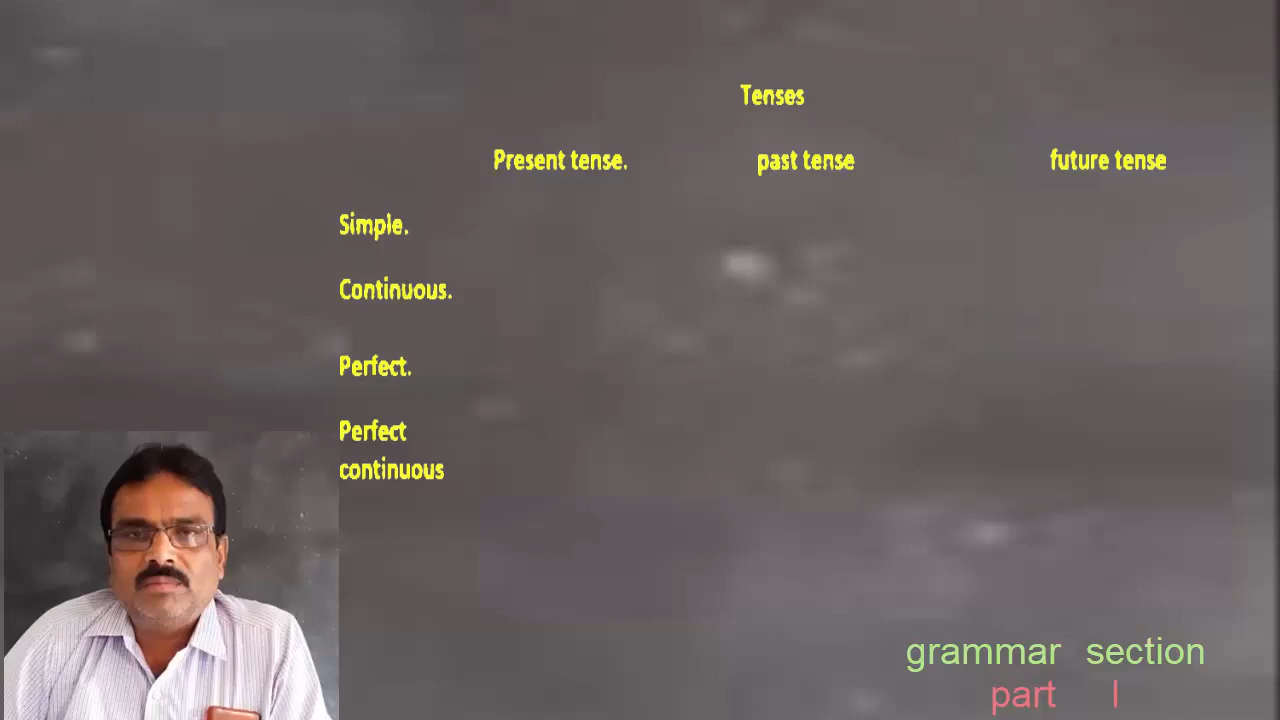 Tenses
Present tense. past tense future tense
Simple.
Continuous.
Perfect.
Perfect
continuous
grammar section
part I